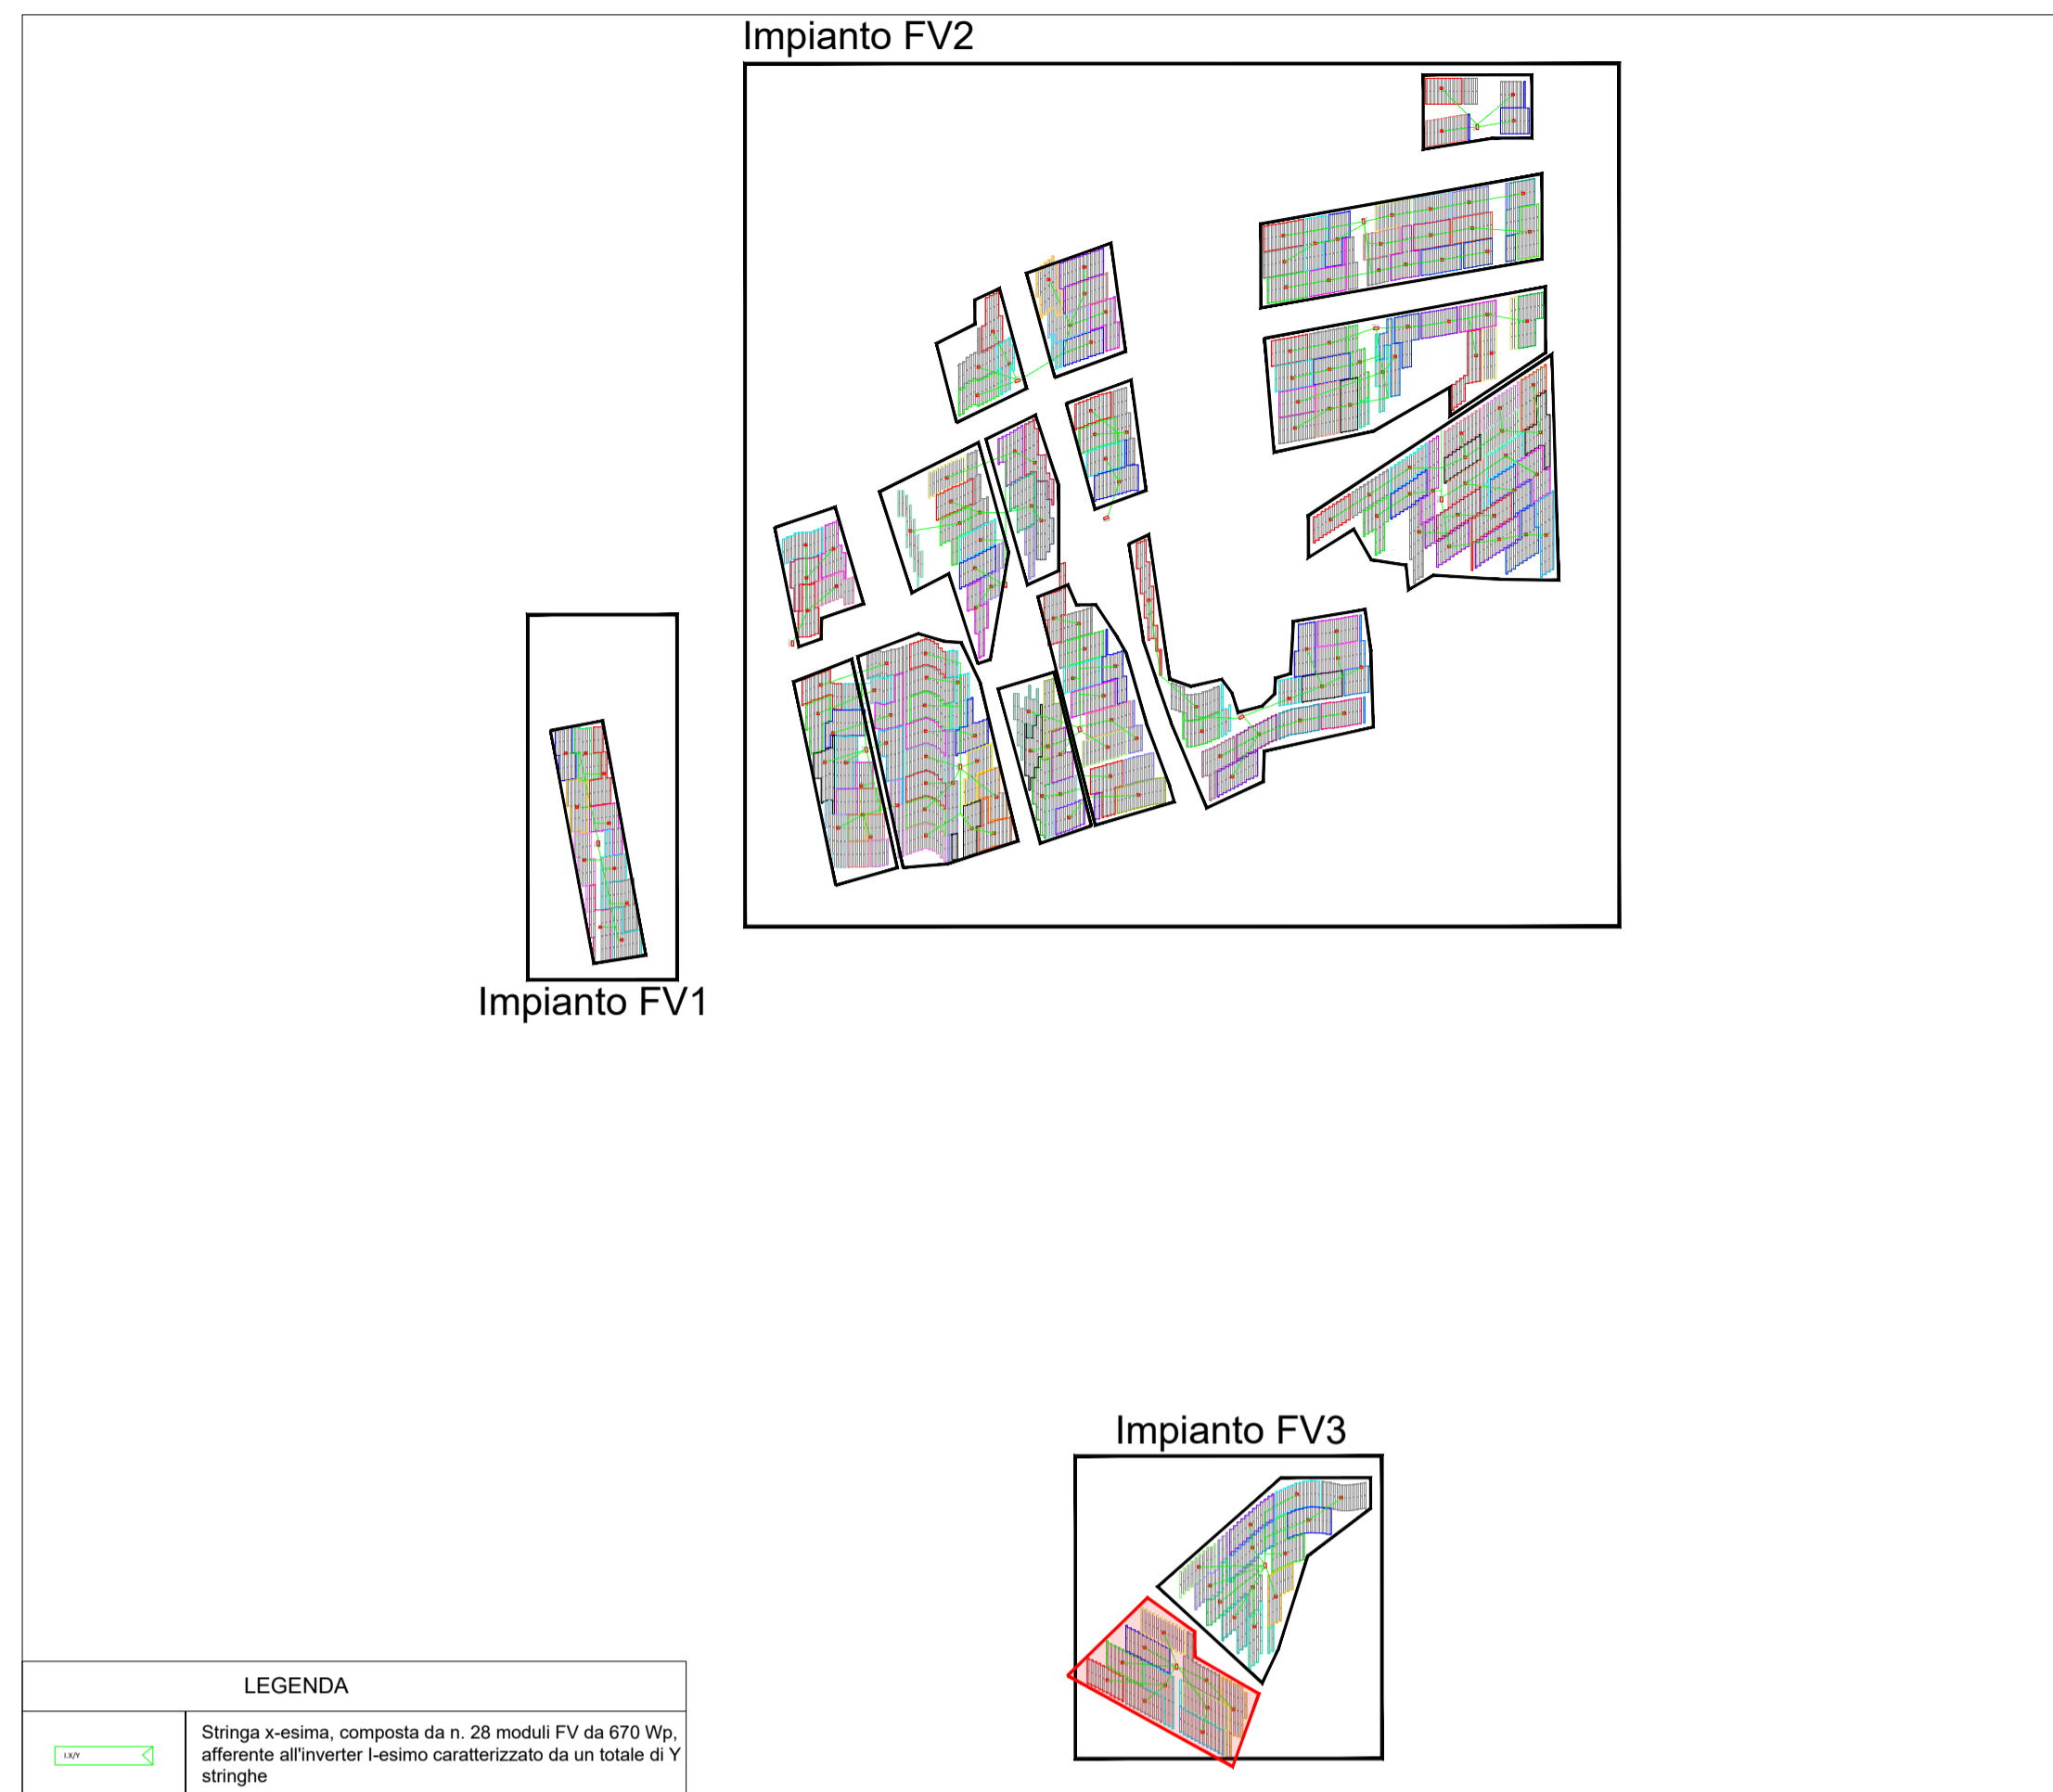 Impianto FV2
Impianto FV1
Impianto FV3
LEGENDA
I.X/Y
Stringa x-esima, composta da n. 28 moduli FV da 670 Wp,
afferente all'inverter I-esimo caratterizzato da un totale di Y
stringhe